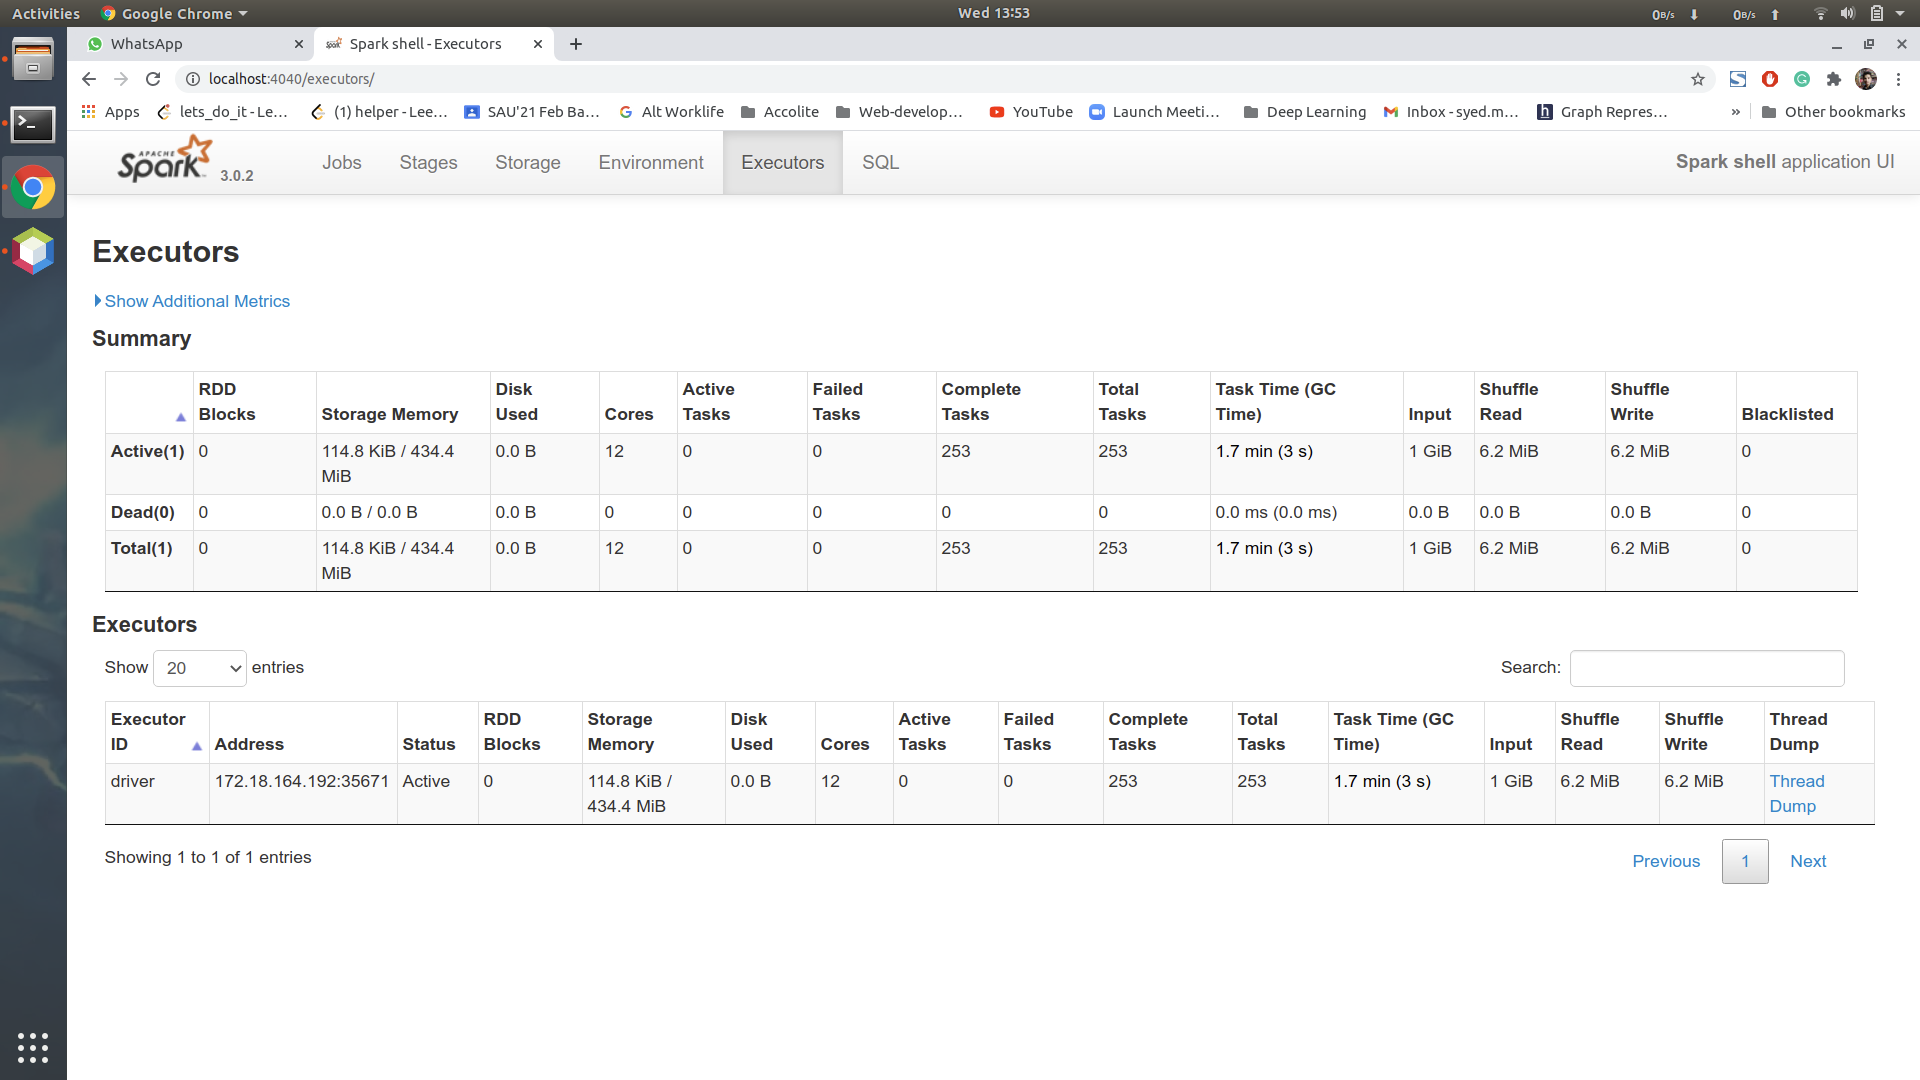 Activities Google Chrome Wed 13:53 0B/s 0B/s
WhatsApp Spark shell - Executors
localhost:4040/executors/
Apps lets_do_it - Le... (1) helper - Lee... SAU'21 Feb Ba... Alt Worklife Accolite Web-develop... YouTube Launch Meeti... Deep Learning Inbox - syed.m... Graph Repres... » Other bookmarks
APACHE Spark 3.0.2 Jobs Stages Storage Environment Executors SQL Spark shell application UI
Executors
Show Additional Metrics
Summary
RDD Blocks Storage Memory Disk Used Cores Active Tasks Failed Tasks Complete Tasks Total Tasks Task Time (GC Time) Input Shuffle Read Shuffle Write Blacklisted
Active(1) 0 114.8 KiB / 434.4 MiB 0.0 B 12 0 0 253 253 1.7 min (3 s) 1 GiB 6.2 MiB 6.2 MiB 0
Dead(0) 0 0.0 B / 0.0 B 0.0 B 0 0 0 0 0 0.0 ms (0.0 ms) 0.0 B 0.0 B 0.0 B 0
Total(1) 0 114.8 KiB / 434.4 MiB 0.0 B 12 0 0 253 253 1.7 min (3 s) 1 GiB 6.2 MiB 6.2 MiB 0
Executors
Show 20 entries Search:
Executor ID Address Status RDD Blocks Storage Memory Disk Used Cores Active Tasks Failed Tasks Complete Tasks Total Tasks Task Time (GC Time) Input Shuffle Read Shuffle Write Thread Dump
driver 172.18.164.192:35671 Active 0 114.8 KiB / 434.4 MiB 0.0 B 12 0 0 253 253 1.7 min (3 s) 1 GiB 6.2 MiB 6.2 MiB Thread Dump
Showing 1 to 1 of 1 entries Previous 1 Next